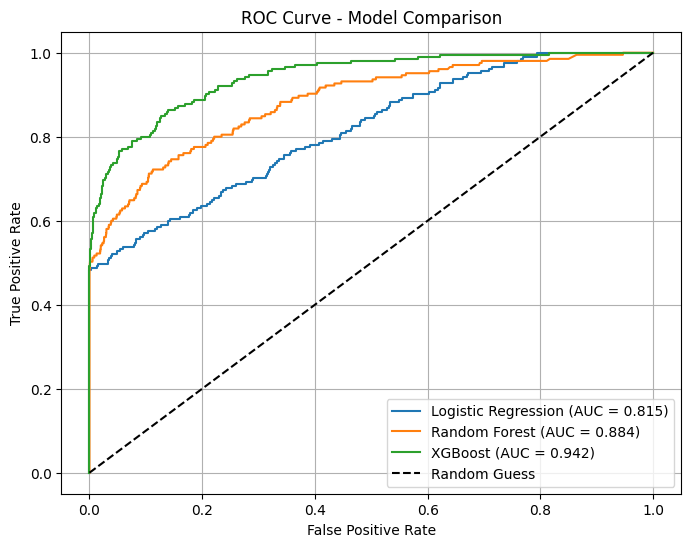 ROC Curve - Model Comparison
True Positive Rate
1.0
0.8
0.6
0.4
0.2
0.0
Logistic Regression (AUC = 0.815)
Random Forest (AUC = 0.884)
XGBoost (AUC = 0.942)
Random Guess
0.0 0.2 0.4 0.6 0.8 1.0
False Positive Rate